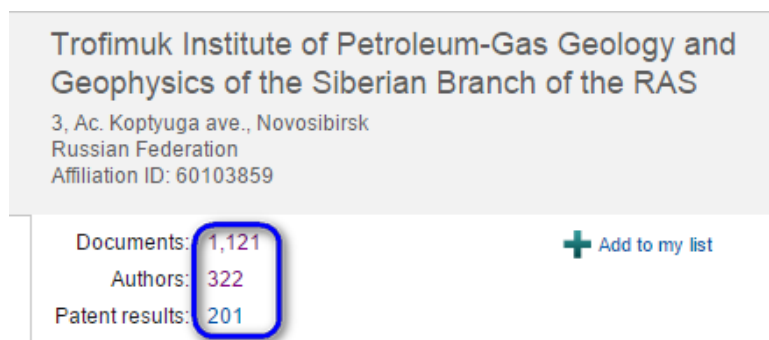 Trofimuk Institute of Petroleum-Gas Geology and
Geophysics of the Siberian Branch of the RAS
3, Ac. Koptyuga ave., Novosibirsk
Russian Federation
Affiliation ID: 60103859
Documents: 1,121
Add to my list
Authors: 322
Patent results: 201